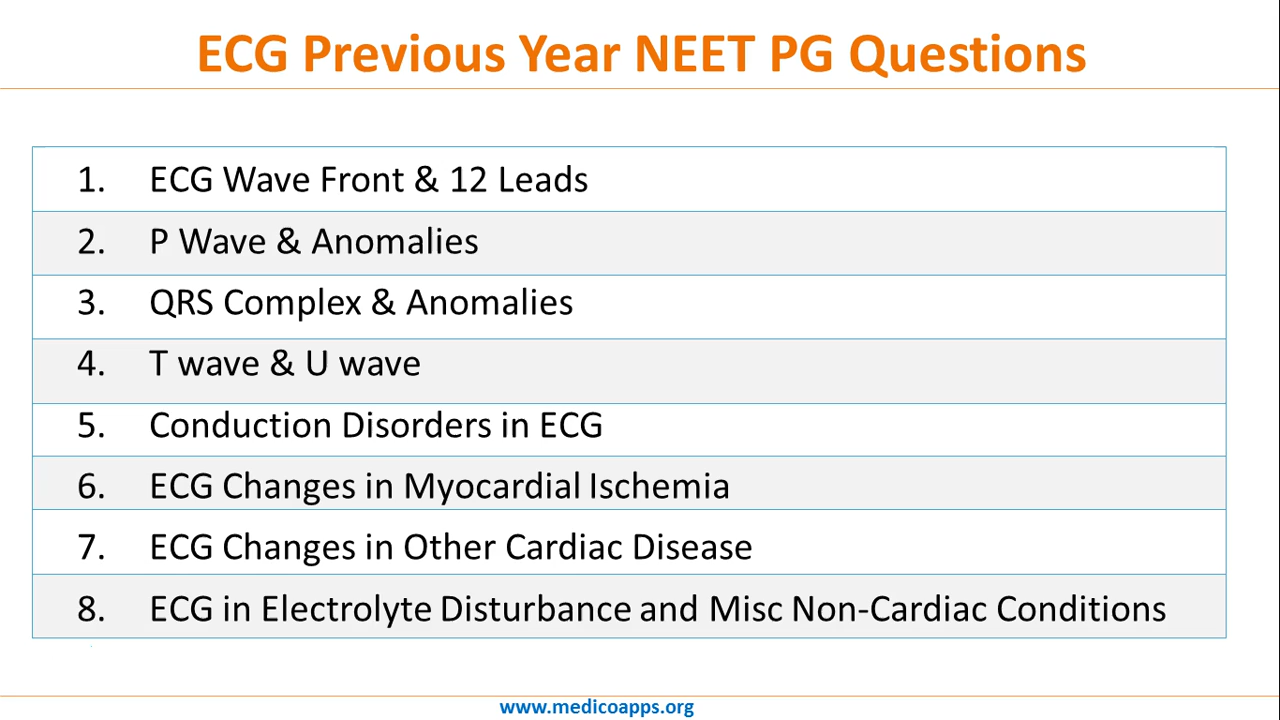 ECG Previous Year NEET PG Questions
1. ECG Wave Front & 12 Leads
2. P Wave & Anomalies
3. QRS Complex & Anomalies
4. T wave & U wave
5. Conduction Disorders in ECG
6. ECG Changes in Myocardial Ischemia
7. ECG Changes in Other Cardiac Disease
8. ECG in Electrolyte Disturbance and Misc Non-Cardiac Conditions
www.medicoapps.org